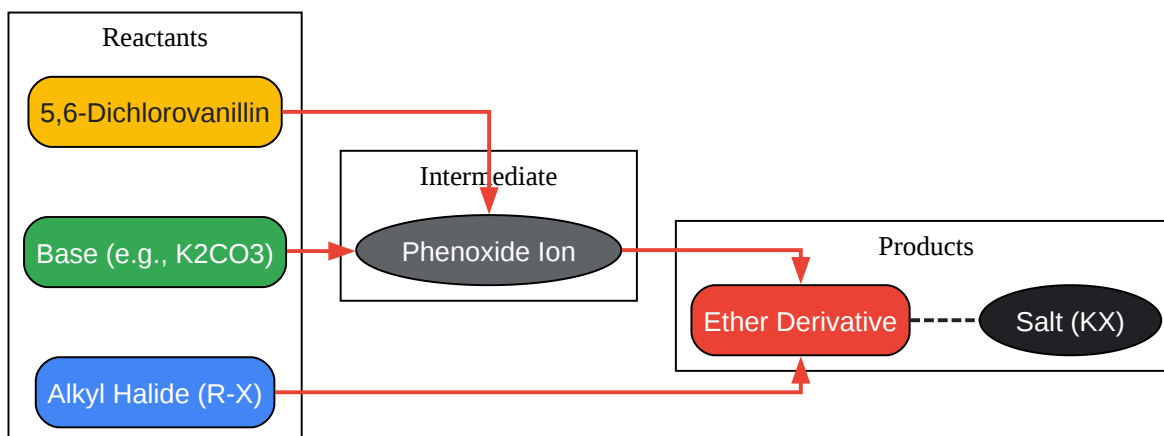 Reactants
5,6-Dichlorovanillin
Base (e.g., K2CO3)
Alkyl Halide (R-X)
Intermediate
Phenoxide Ion
Products
Ether Derivative
Salt (KX)